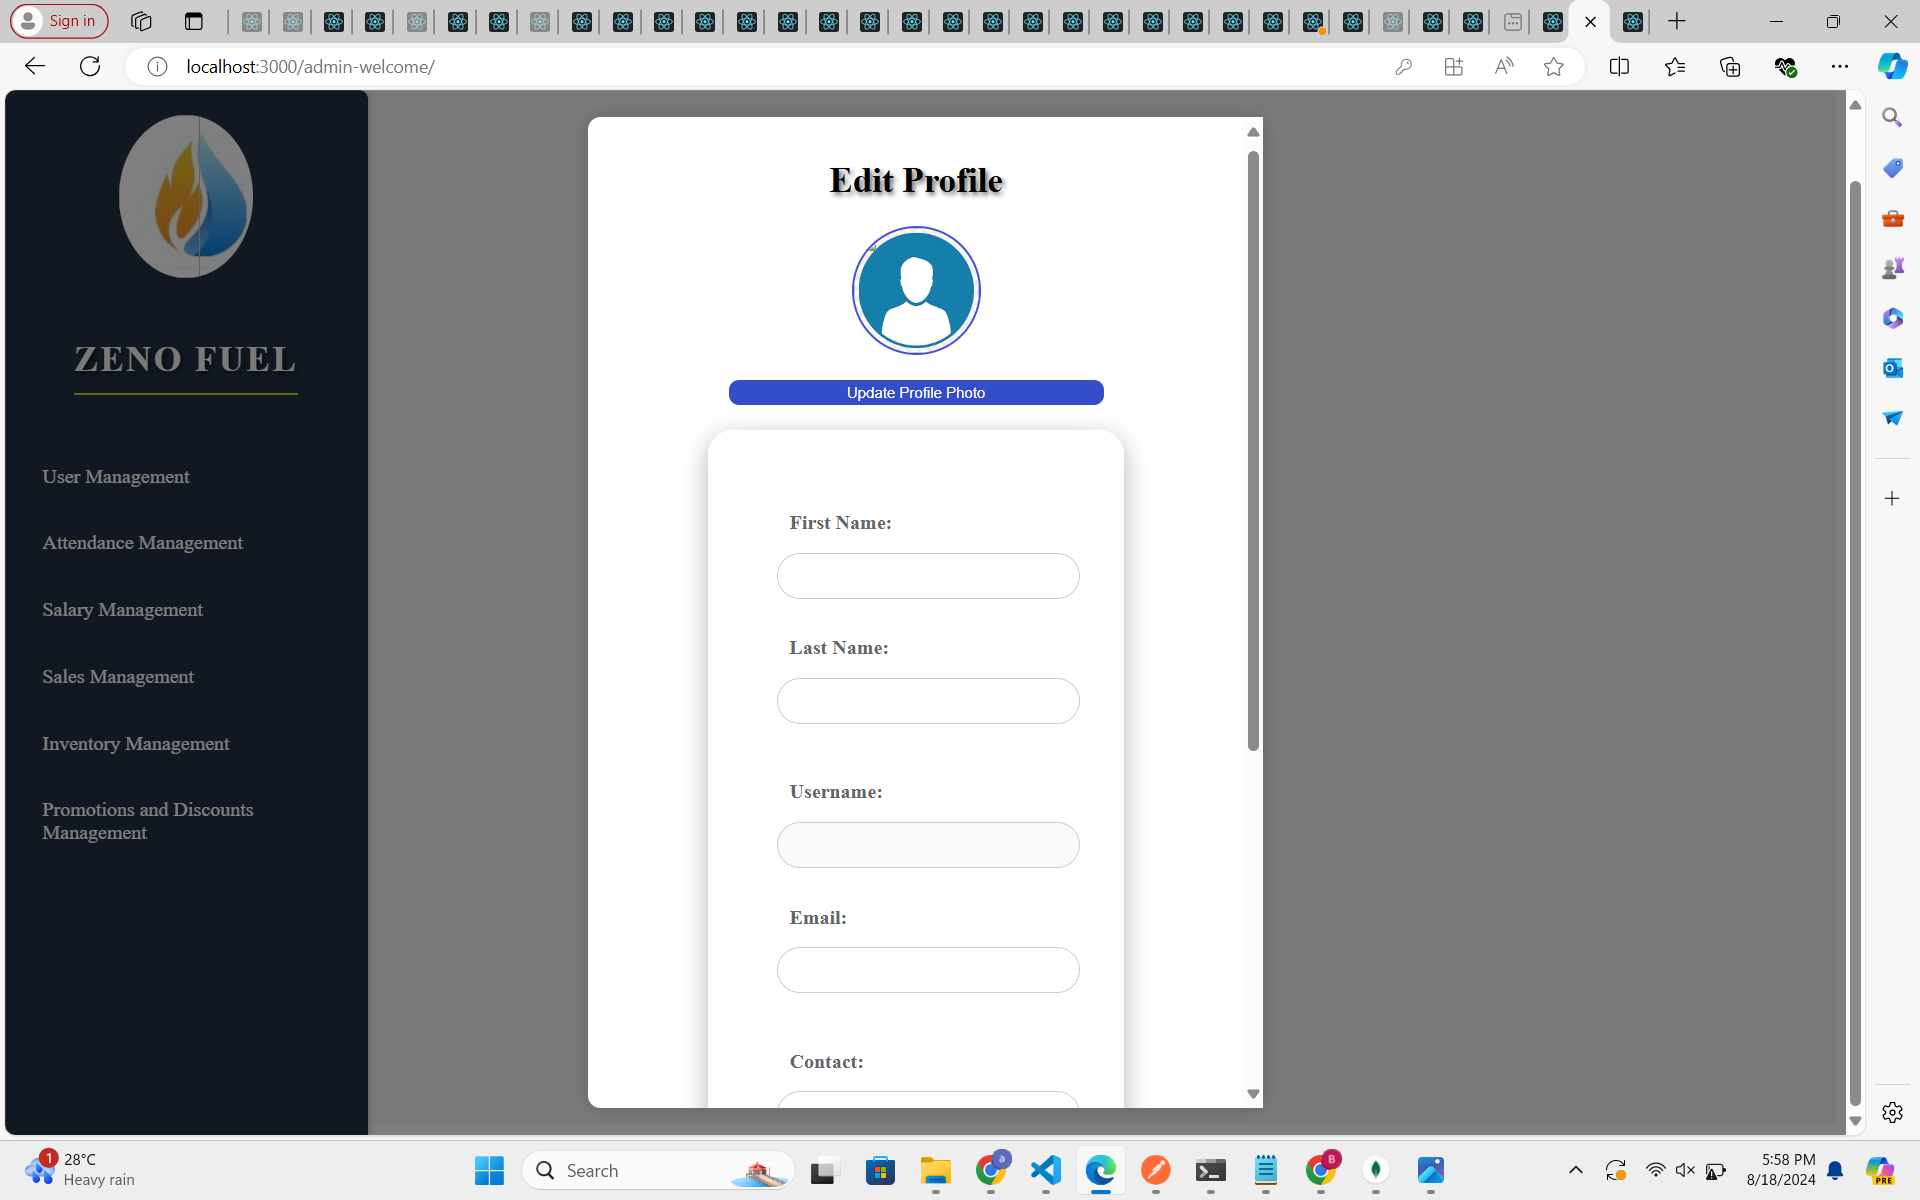 Sign in
localhost:3000/admin-welcome/
ZENO FUEL
User Management
Attendance Management
Salary Management
Sales Management
Inventory Management
Promotions and Discounts
Management
Edit Profile
Update Profile Photo
First Name:
Last Name:
Username:
Email:
Contact:
1
28°C
Heavy rain
Search
a
B
5:58 PM
8/18/2024
PRE